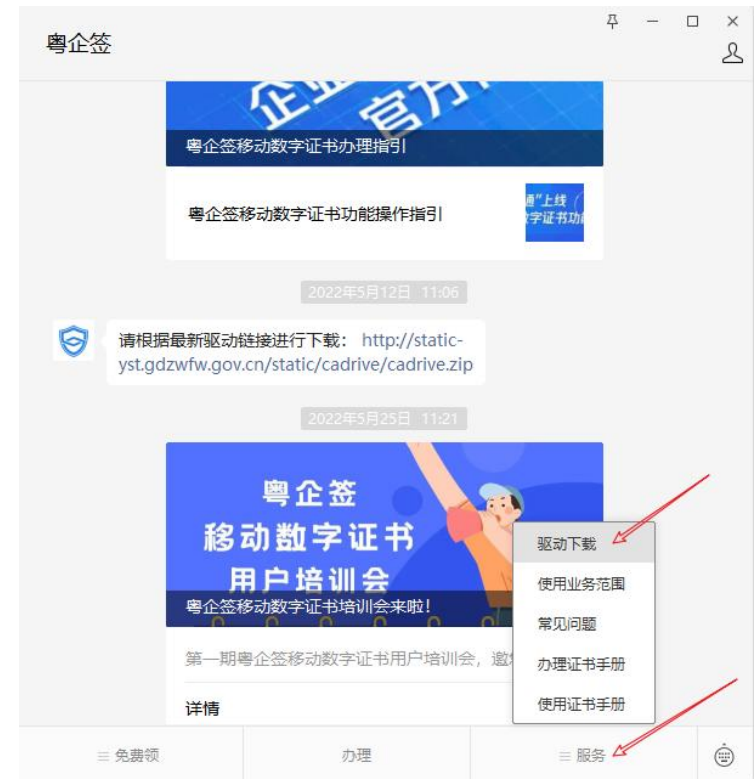 粤企签
粤企签移动数字证书办理指引
粤企签移动数字证书功能操作指引
2022年5月12日 11:06
请根据最新驱动链接进行下载： http://static-
yst.gdzwfw.gov.cn/static/cadrive/cadrive.zip
2022年5月25日 11:21
粤企签
移动数字证书
用户培训会
粤企签移动数字证书培训会来啦！
第一期粤企签移动数字证书用户培训会，邀
详情
驱动下载
使用业务范围
常见问题
办理证书手册
使用证书手册
免费领
办理
服务